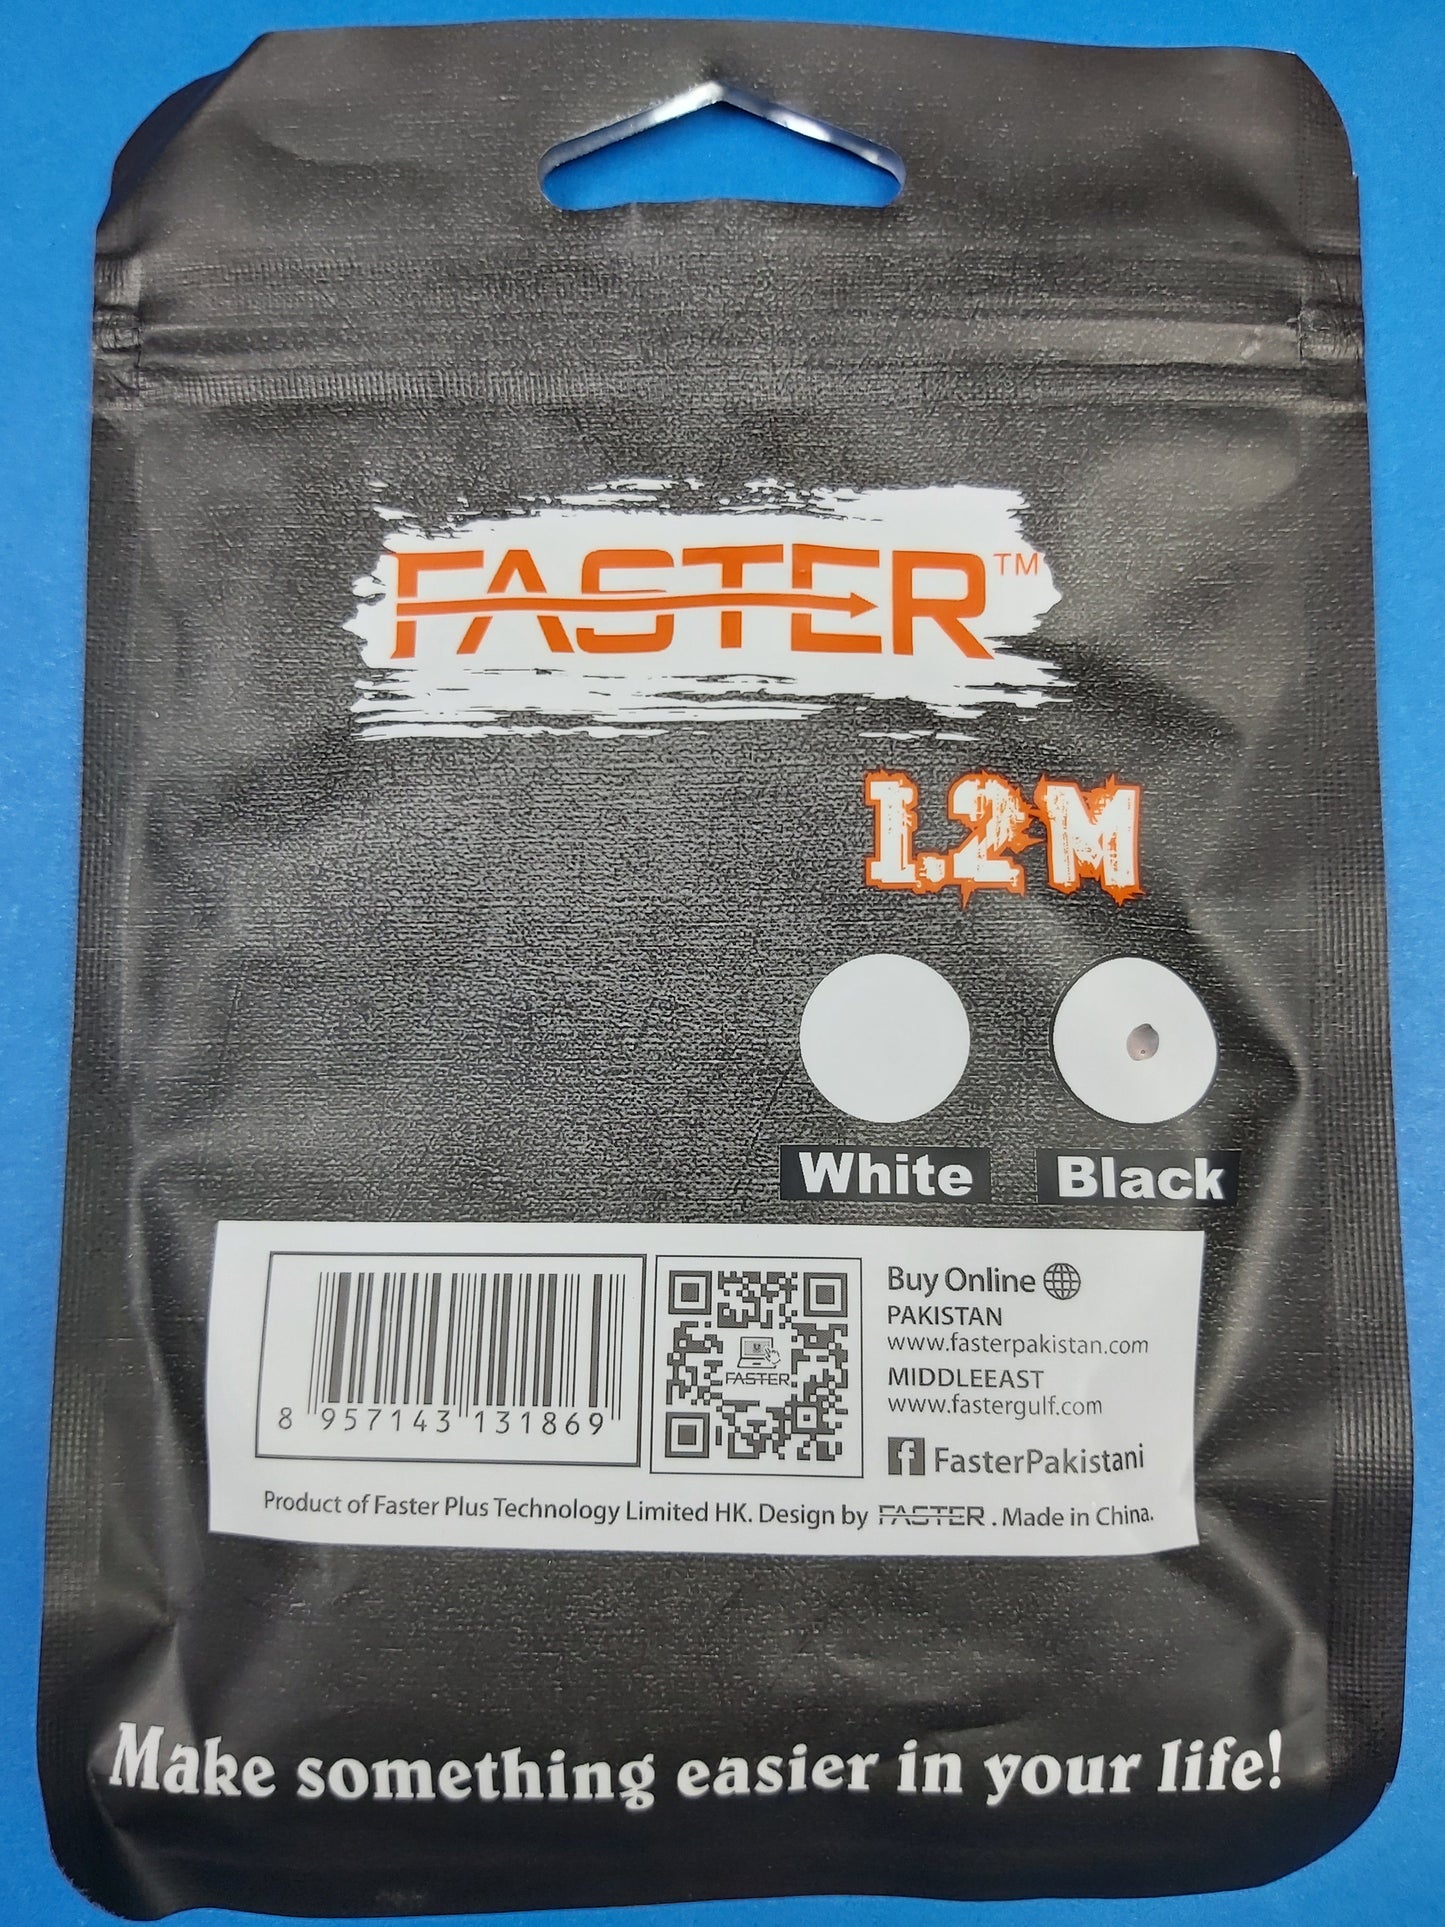 FASTER™
1.2M
White Black
8 957143 131869
FASTER
Buy Online
PAKISTAN
www.fasterpakistan.com
MIDDLEEAST
www.fastergulf.com
f FasterPakistani
Product of Faster Plus Technology Limited HK. Design by FASTER . Made in China.
Make something easier in your life!